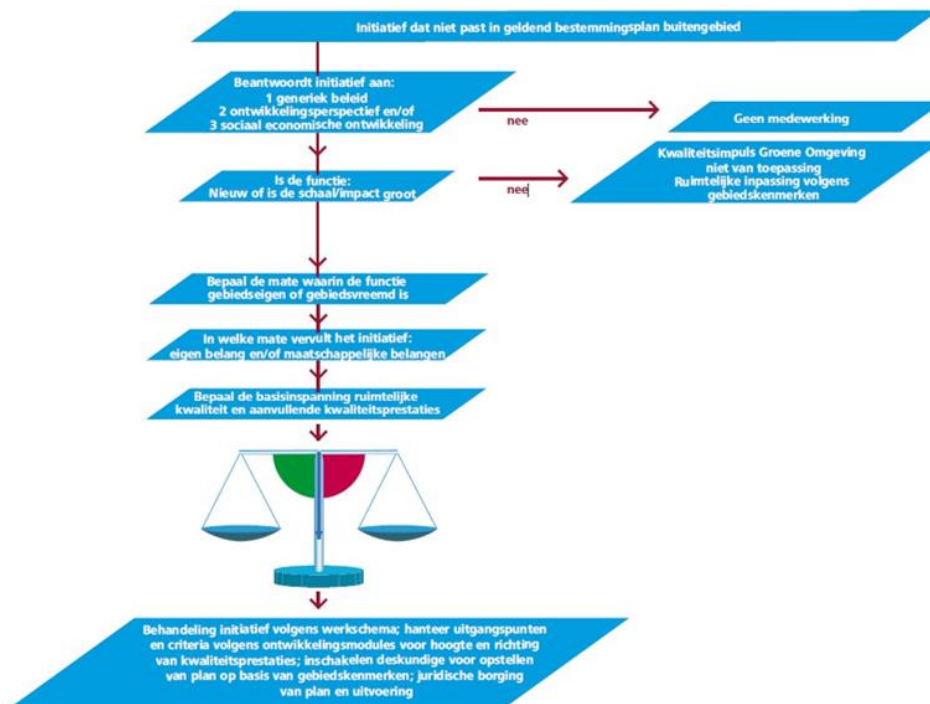 Initiatief dat niet past in geldend bestemmingsplan buitengebied
Beantwoordt initiatief aan:
1 generiek beleid
2 ontwikkelingsperspectief en/of
3 sociaal economische ontwikkeling
nee
Geen medewerking
Is de functie:
Nieuw of is de schaal/impact groot
nee
Kwaliteitsimpuls Groene Omgeving
niet van toepassing
Ruimtelijke inpassing volgens
gebiedskenmerken
Bepaal de mate waarin de functie
gebiedseigen of gebiedsvreemd is
In welke mate vervult het initiatief:
eigen belang en/of maatschappelijke belangen
Bepaal de basisinspanning ruimtelijke
kwaliteit en aanvullende kwaliteitsprestaties
Behandeling initiatief volgens werkschema; hanteer uitgangspunten
en criteria volgens ontwikkelingsmodules voor hoogte en richting
van kwaliteitsprestaties; inschakelen deskundige voor opstellen
van plan op basis van gebiedskenmerken; juridische borging
van plan en uitvoering